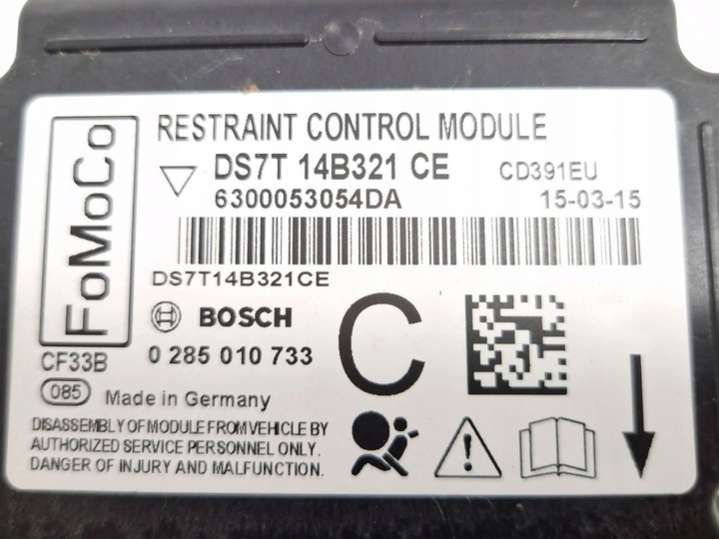 FoMoCo
RESTRAINT CONTROL MODULE
DS7T 14B321 CE CD391EU
6300053054DA 15-03-15
DS7T14B321CE
BOSCH
C
CF33B 0 285 010 733
085 Made in Germany
DISASSEMBLY OF MODULE FROM VEHICLE BY
AUTHORIZED SERVICE PERSONNEL ONLY.
DANGER OF INJURY AND MALFUNCTION.